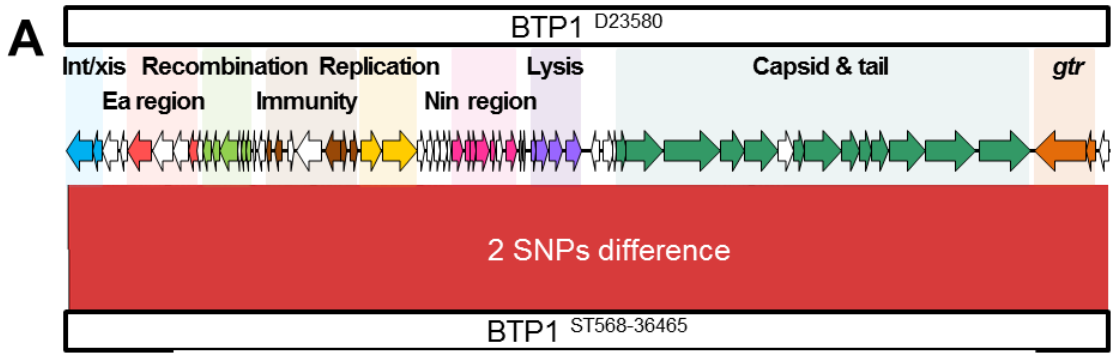 A
BTP1 D23580
Int/xis Recombination Replication Lysis Capsid & tail gtr
Ea region Immunity Nin region
2 SNPs difference
BTP1 ST568-36465